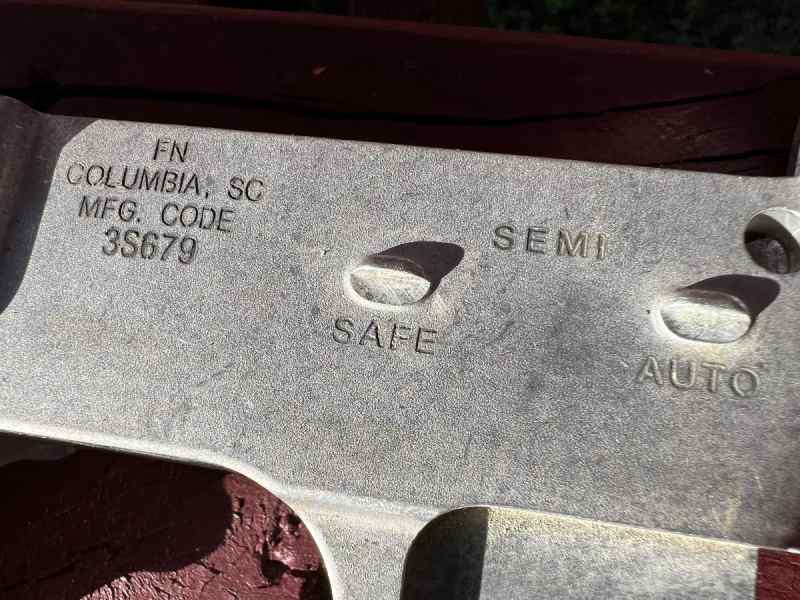 FN
COLUMBIA, SC
MFG. CODE
3S679
SEMI
SAFE
AUTO